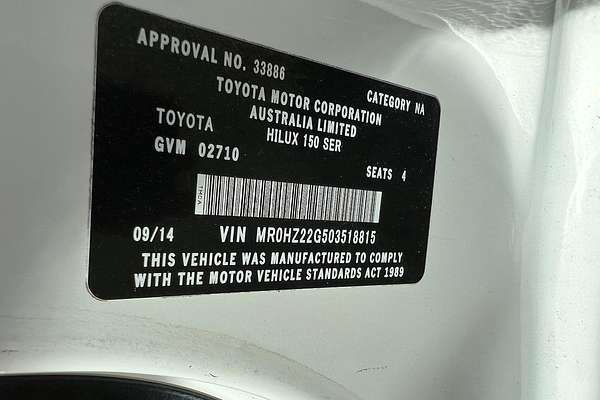 APPROVAL NO. 33886
CATEGORY NA
TOYOTA MOTOR CORPORATION
AUSTRALIA LIMITED
TOYOTA
HILUX 150 SER
GVM 02710
SEATS 4
TMCA
09/14 VIN MR0HZ22G503518815
THIS VEHICLE WAS MANUFACTURED TO COMPLY
WITH THE MOTOR VEHICLE STANDARDS ACT 1989